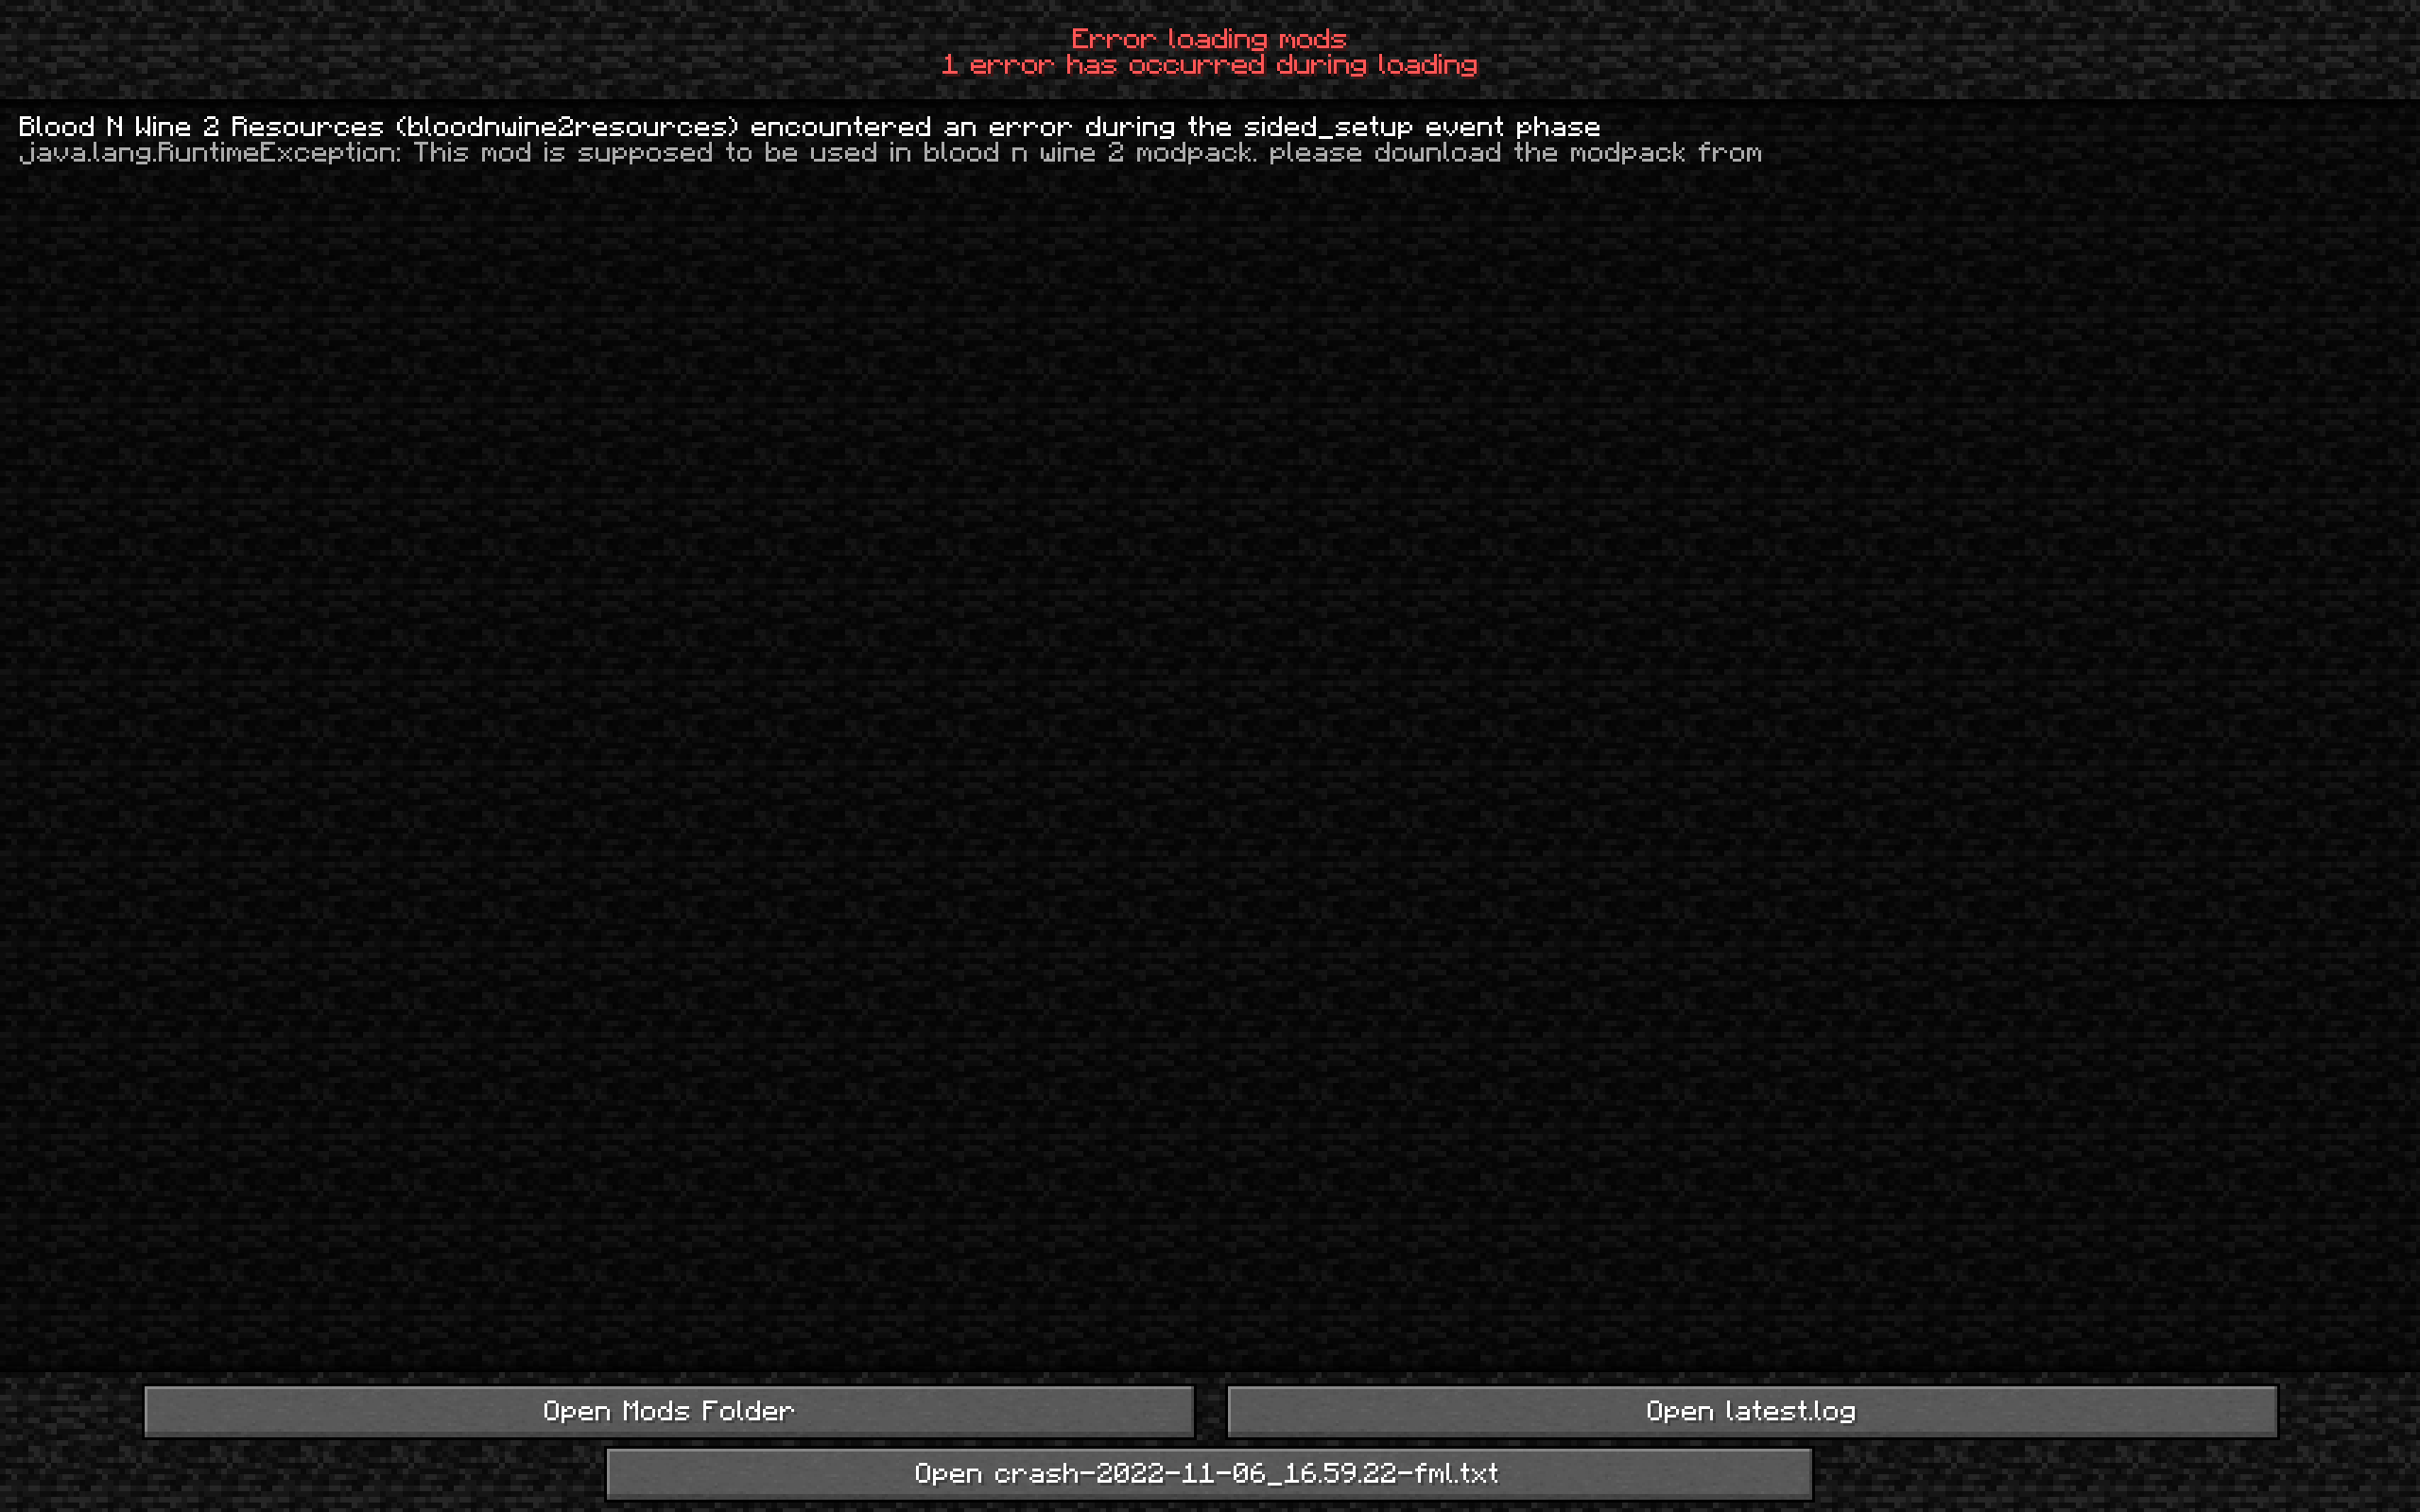 Error loading mods
1 error has occurred during loading
Blood N Wine 2 Resources (bloodnwine2resources) encountered an error during the sided_setup event phase
java.lang.RuntimeException: This mod is supposed to be used in blood n wine 2 modpack. please download the modpack from
Open Mods Folder
Open latest.log
Open crash-2022-11-06_16.59.22-fml.txt